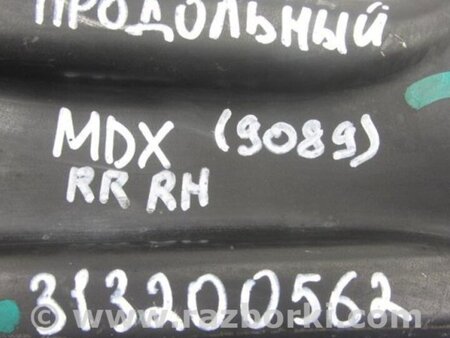 ПРОДОЛЬНЫЙ
MDX (9089)
RR RH
313200562
www.razborki.com